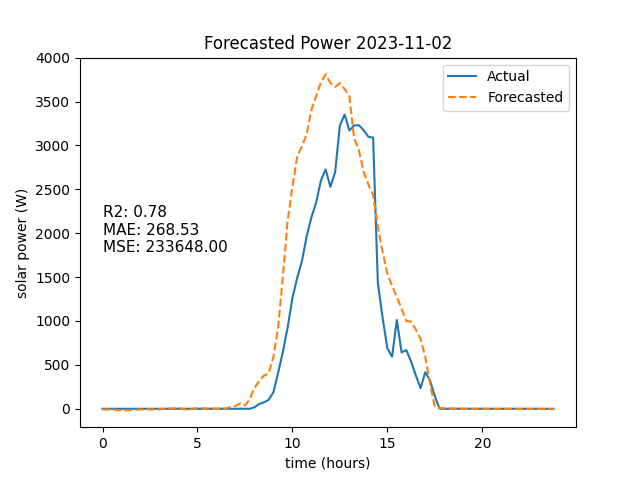 Forecasted Power 2023-11-02
4000
3500
3000
2500
2000
1500
1000
500
0
solar power (W)
Actual
Forecasted
R2: 0.78
MAE: 268.53
MSE: 233648.00
0 5 10 15 20
time (hours)